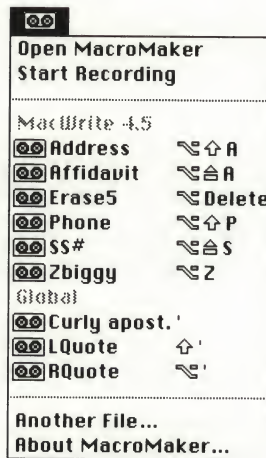 Open MacroMaker
Start Recording
MacWrite 4.5
Address ⌥⇧A
Affidavit ⌥⇪A
Erase5 ⌥Delete
Phone ⌥⇧P
SS# ⌥⇪S
Zbiggy ⌥Z
Global
Curly apost. '
LQuote ⇧'
RQuote ⌥'
Another File...
About MacroMaker...